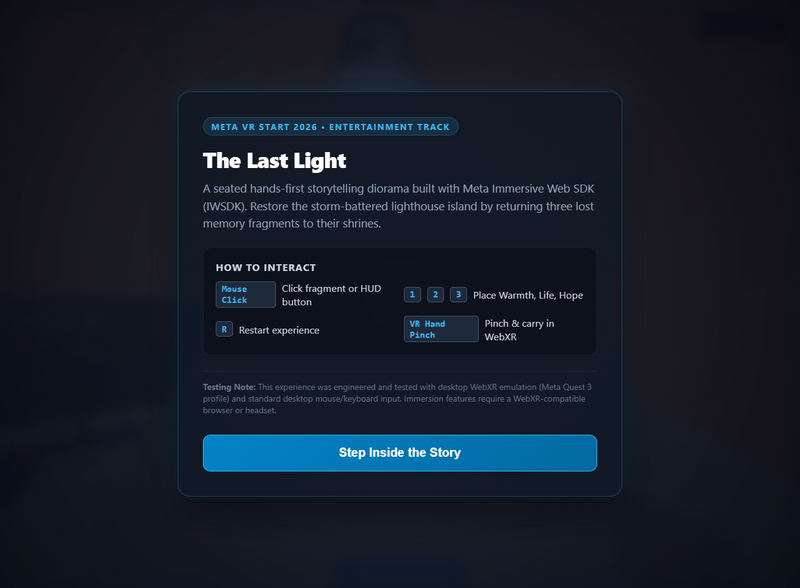 META VR START 2026 • ENTERTAINMENT TRACK
The Last Light
A seated hands-first storytelling diorama built with Meta Immersive Web SDK
(IWSDK). Restore the storm-battered lighthouse island by returning three lost
memory fragments to their shrines.
HOW TO INTERACT
Mouse Click
Click fragment or HUD
button
1 2 3 Place Warmth, Life, Hope
R Restart experience
VR Hand
Pinch
Pinch & carry in
WebXR
Testing Note: This experience was engineered and tested with desktop WebXR emulation (Meta Quest 3
profile) and standard desktop mouse/keyboard input. Immersion features require a WebXR-compatible
browser or headset.
Step Inside the Story